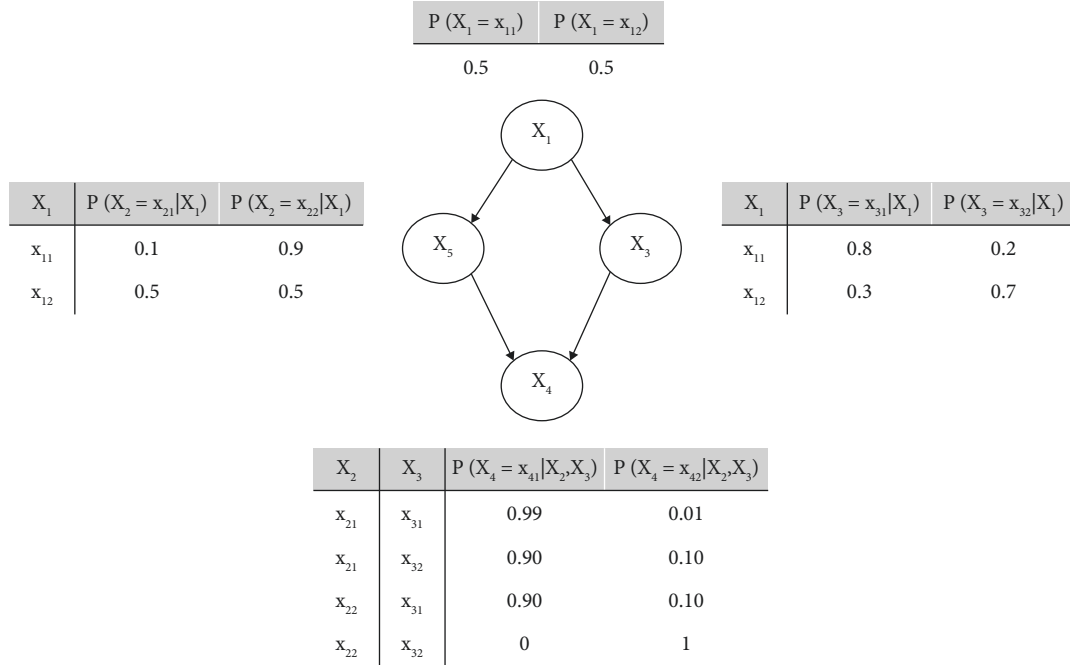 P (X₁ = x₁₁) P (X₁ = x₁₂)
0.5 0.5
X₁
X₁ P (X₂ = x₂₁|X₁) P (X₂ = x₂₂|X₁)
x₁₁ 0.1 0.9
x₁₂ 0.5 0.5
X₅
X₃
X₁ P (X₃ = x₃₁|X₁) P (X₃ = x₃₂|X₁)
x₁₁ 0.8 0.2
x₁₂ 0.3 0.7
X₄
X₂ X₃ P (X₄ = x₄₁|X₂,X₃) P (X₄ = x₄₂|X₂,X₃)
x₂₁ x₃₁ 0.99 0.01
x₂₁ x₃₂ 0.90 0.10
x₂₂ x₃₁ 0.90 0.10
x₂₂ x₃₂ 0 1